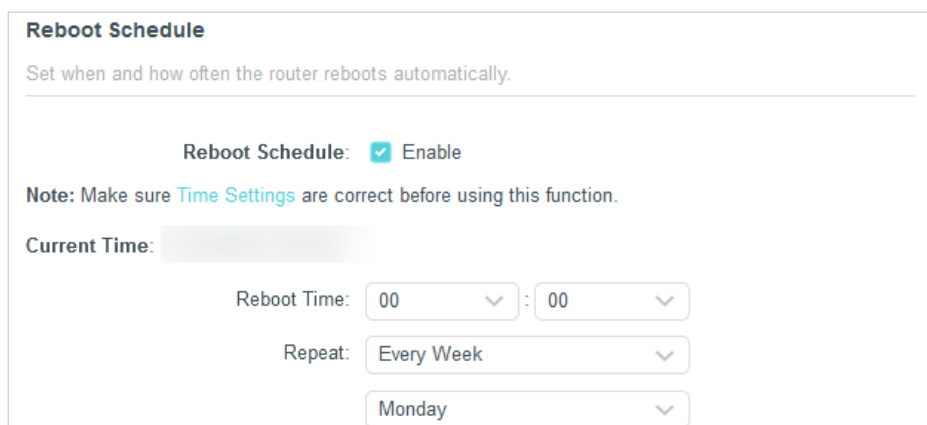 Reboot Schedule
Set when and how often the router reboots automatically.
Reboot Schedule: Enable
Note: Make sure Time Settings are correct before using this function.
Current Time:
Reboot Time: 00 : 00
Repeat: Every Week
Monday